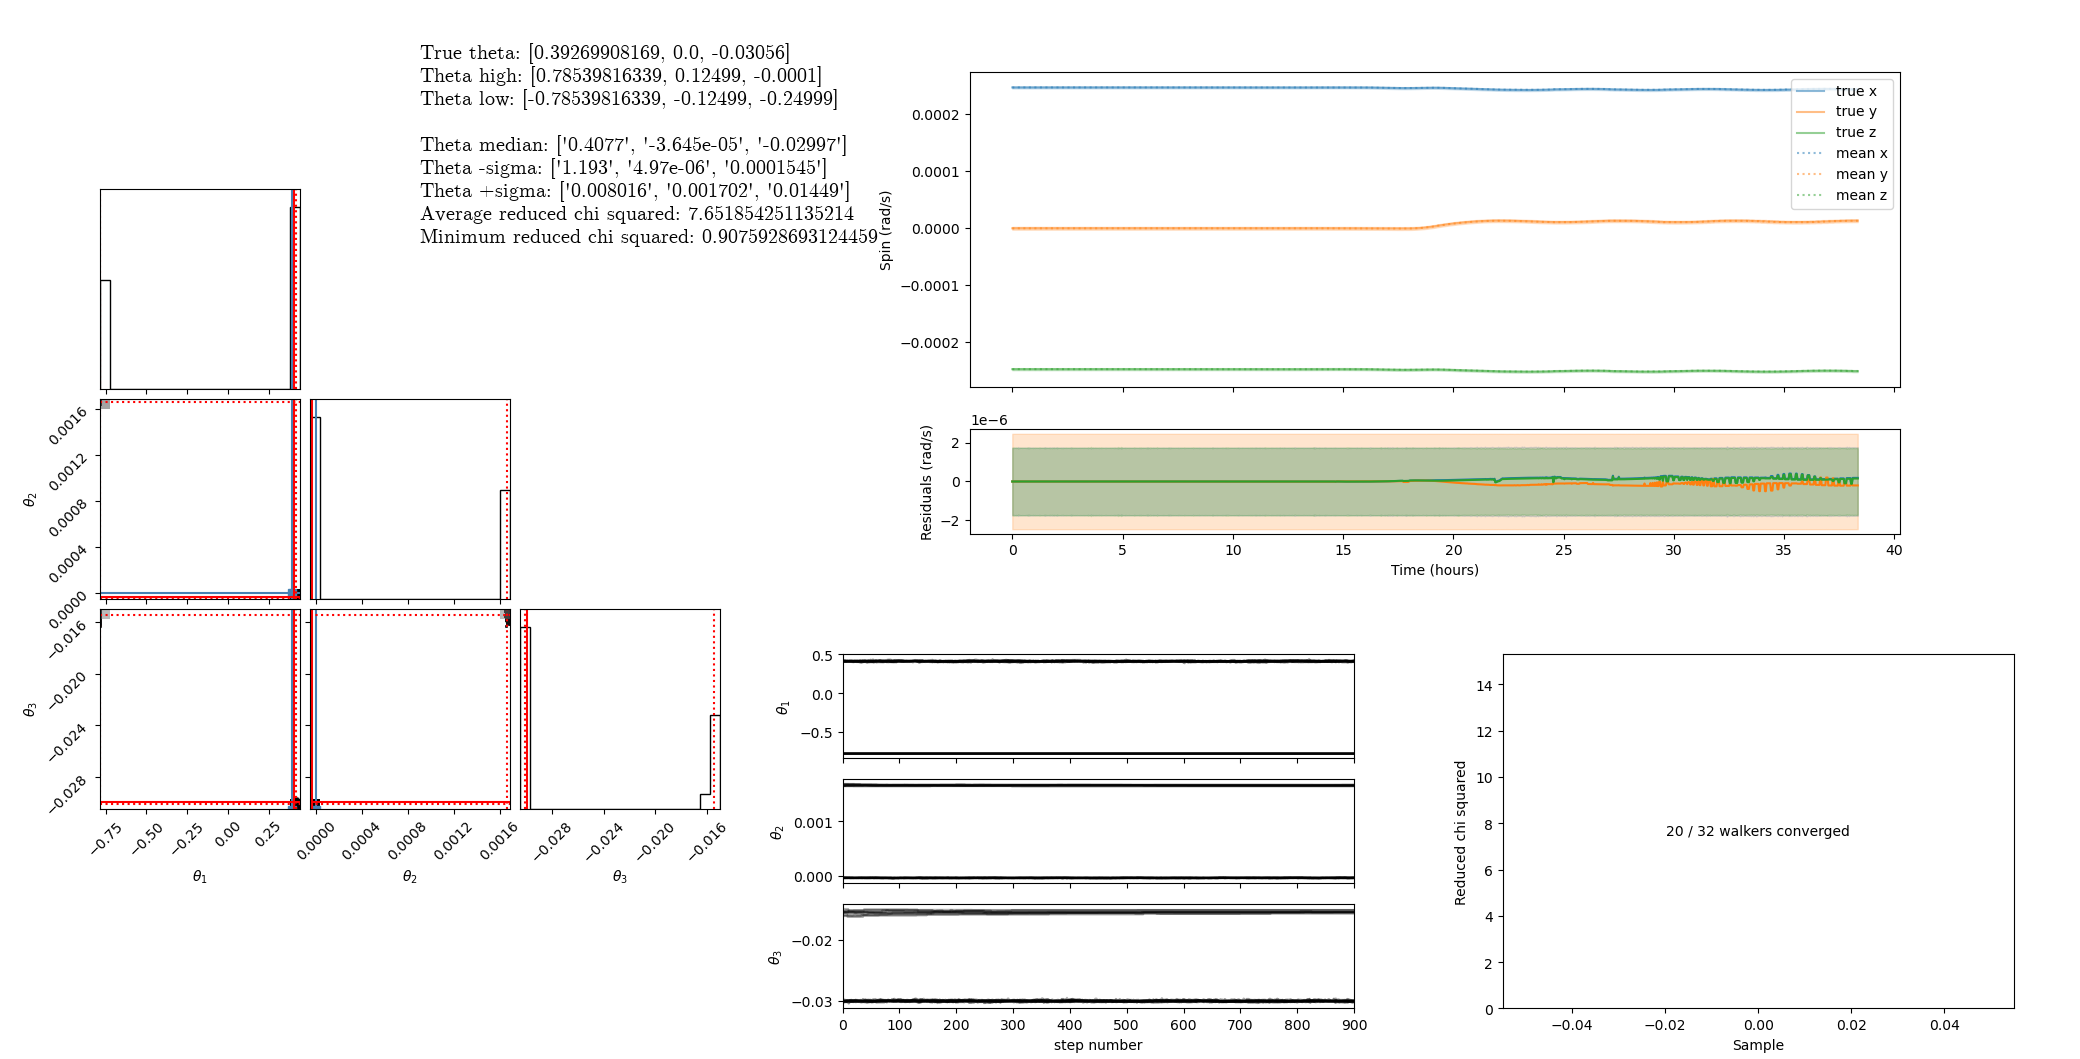 True theta: [0.39269908169, 0.0, -0.03056]
Theta high: [0.78539816339, 0.12499, -0.0001]
Theta low: [-0.78539816339, -0.12499, -0.24999]
Theta median: ['0.4077', '-3.645e-05', '-0.02997']
Theta -sigma: ['1.193', '4.97e-06', '0.0001545']
Theta +sigma: ['0.008016', '0.001702', '0.01449']
Average reduced chi squared: 7.651854251135214
Minimum reduced chi squared: 0.9075928693124459
θ2
0.0016
0.0012
0.0008
0.0004
0.0000
θ3
−0.016
−0.020
−0.024
−0.028
−0.75
−0.50
−0.25
0.00
0.25
θ1
0.0000
0.0004
0.0008
0.0012
0.0016
θ2
−0.028
−0.024
−0.020
−0.016
θ3
Spin (rad/s)
0.0002
0.0001
0.0000
−0.0001
−0.0002
true x
true y
true z
mean x
mean y
mean z
1e−6
Residuals (rad/s)
2
0
−2
0 5 10 15 20 25 30 35 40
Time (hours)
θ1
0.5
0.0
−0.5
θ2
0.001
0.000
θ3
−0.02
−0.03
0 100 200 300 400 500 600 700 800 900
step number
Reduced chi squared
14
12
10
8
6
4
2
0
20 / 32 walkers converged
−0.04 −0.02 0.00 0.02 0.04
Sample